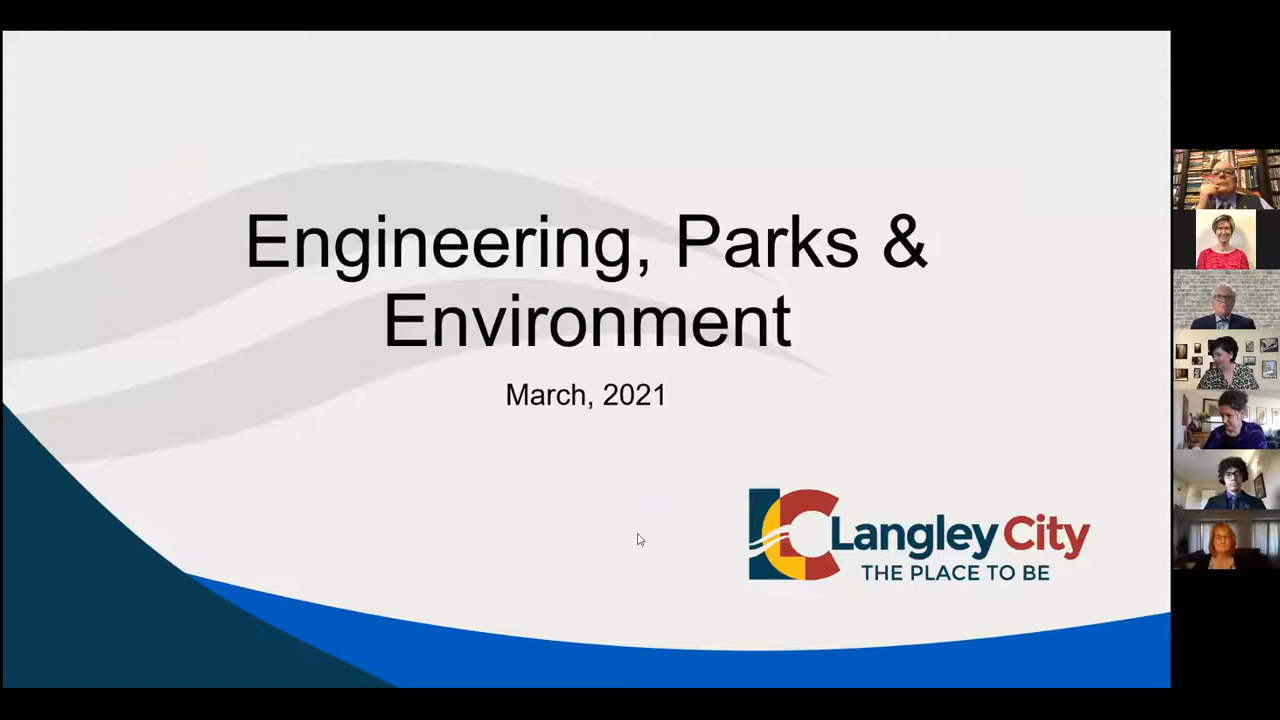 Engineering, Parks &
Environment
March, 2021
Langley City
THE PLACE TO BE